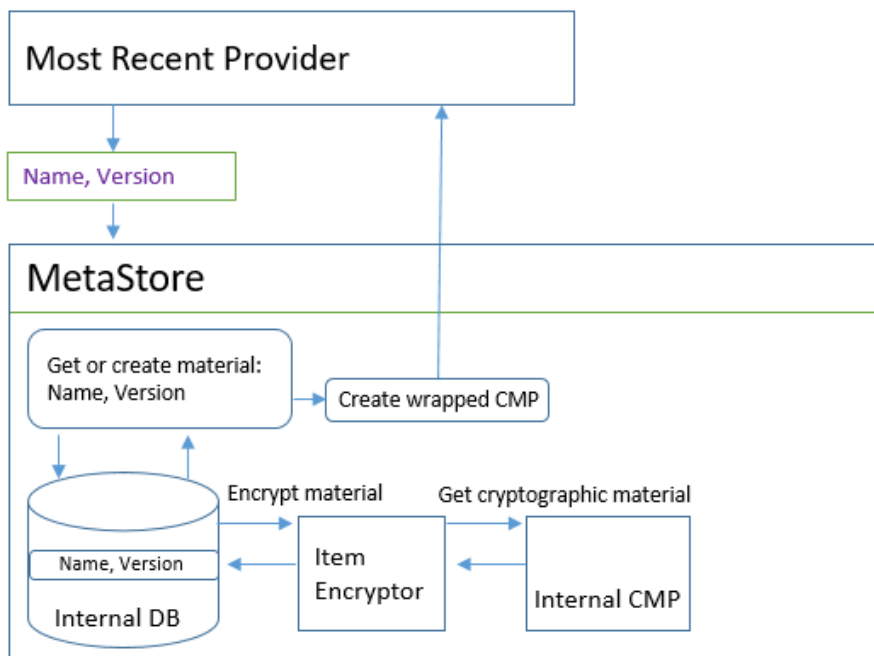 Most Recent Provider
Name, Version
MetaStore
Get or create material:
Name, Version
Create wrapped CMP
Encrypt material
Get cryptographic material
Name, Version
Item
Encryptor
Internal DB
Internal CMP